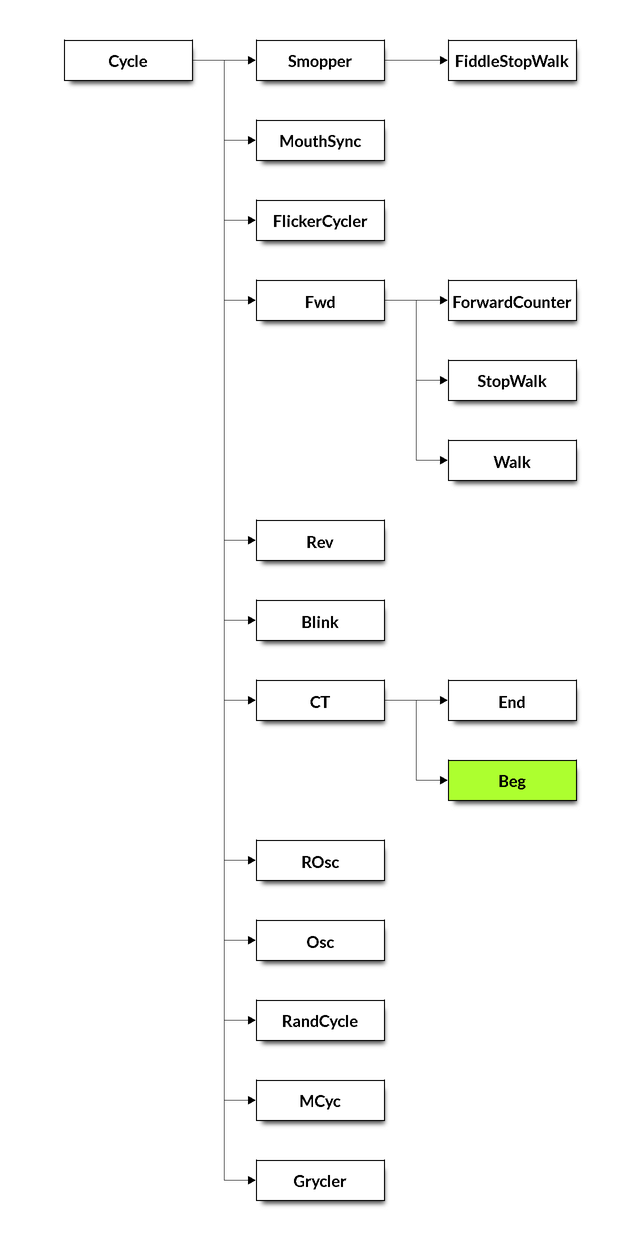 Cycle
Smopper
FiddleStopWalk
MouthSync
FlickerCycler
Fwd
ForwardCounter
StopWalk
Walk
Rev
Blink
CT
End
Beg
ROsc
Osc
RandCycle
MCyc
Grycler